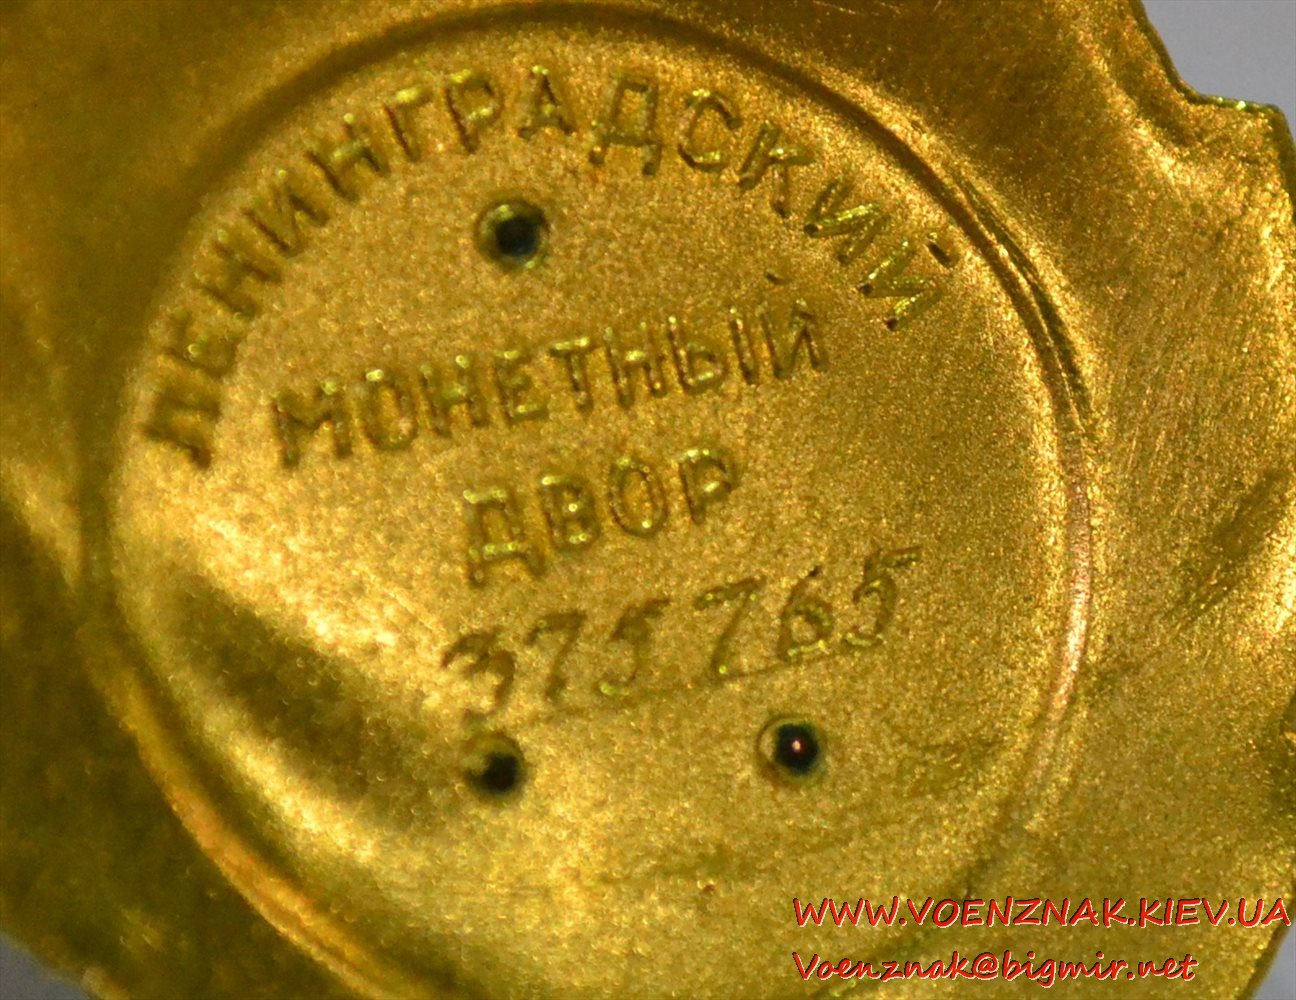 ЛЕНИНГРАДСКИЙ
МОНЕТНЫЙ
ДВОР
375765
WWW.VOENZNAK.KIEV.UA
Voenznak@bigmir.net